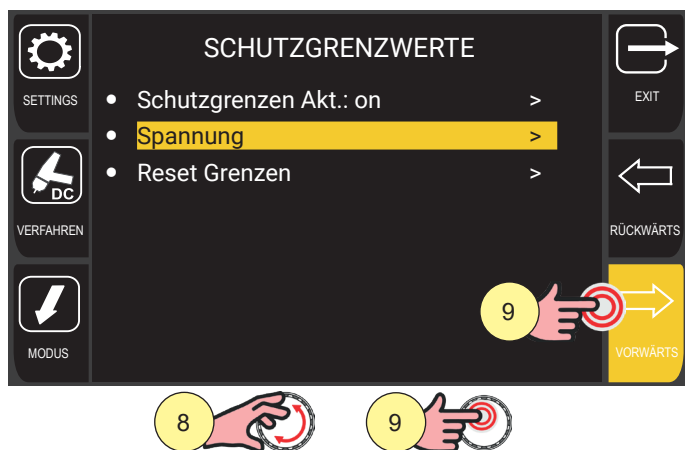 SCHUTZGRENZWERTE
SETTINGS
EXIT
• Schutzgrenzen Akt.: on >
• Spannung >
• Reset Grenzen >
DC
VERFAHREN
RÜCKWÄRTS
9
MODUS
VORWÄRTS
8
9